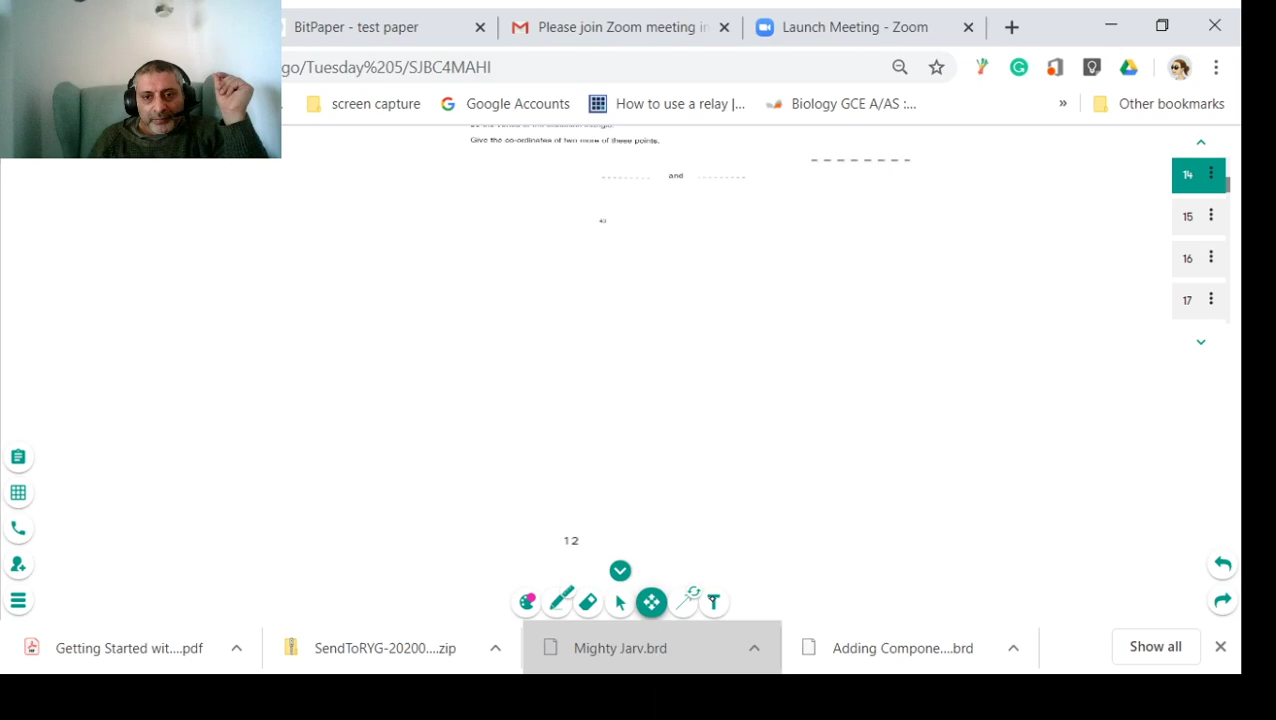 BitPaper - test paper
Please join Zoom meeting in
Launch Meeting - Zoom
go/Tuesday%205/SJBC4MAHI
screen capture
Google Accounts
How to use a relay |...
Biology GCE A/AS :...
»
Other bookmarks
Give the co-ordinates of two more of these points.
and
14
15
16
17
12
T
Getting Started wit....pdf
SendToRYG-20200....zip
Mighty Jarv.brd
Adding Compone....brd
Show all